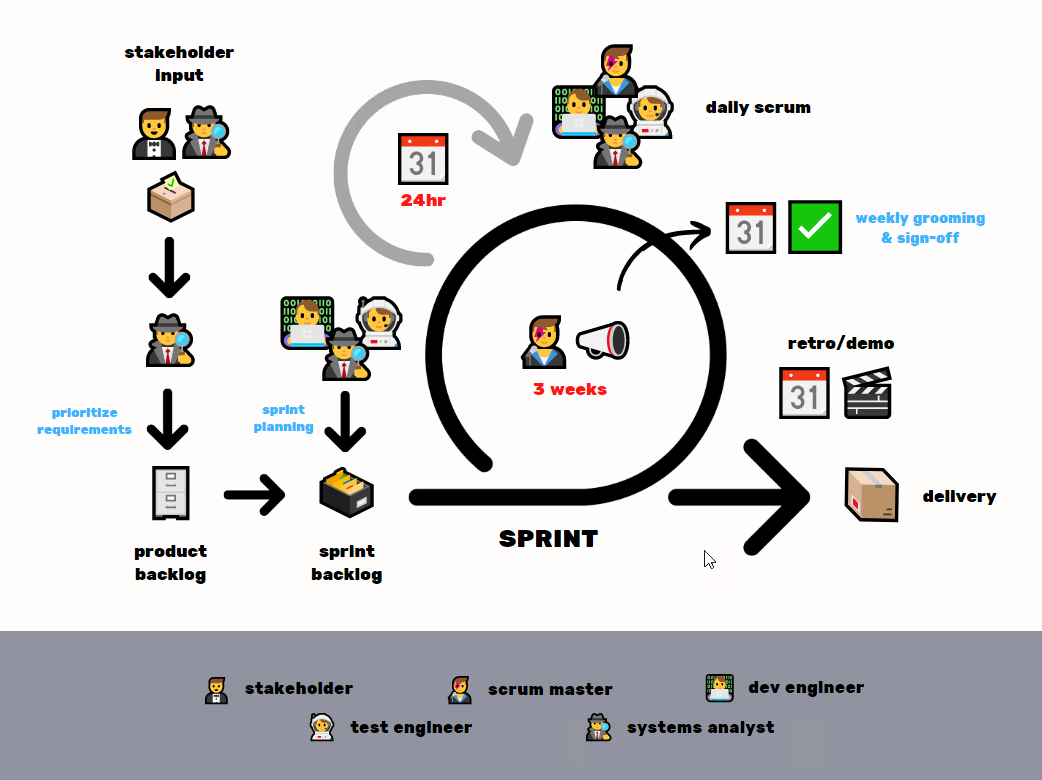 stakeholder
input
daily scrum
31
24hr
31
weekly grooming
& sign-off
3 weeks
retro/demo
31
prioritize
requirements
sprint
planning
delivery
SPRINT
product
backlog
sprint
backlog
stakeholder
scrum master
dev engineer
test engineer
systems analyst